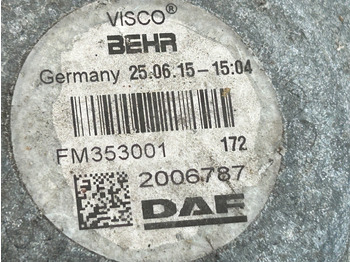 VISCO®
BEHR
Germany 25.06.15-15:04
FM353001 172
2006787
DAF